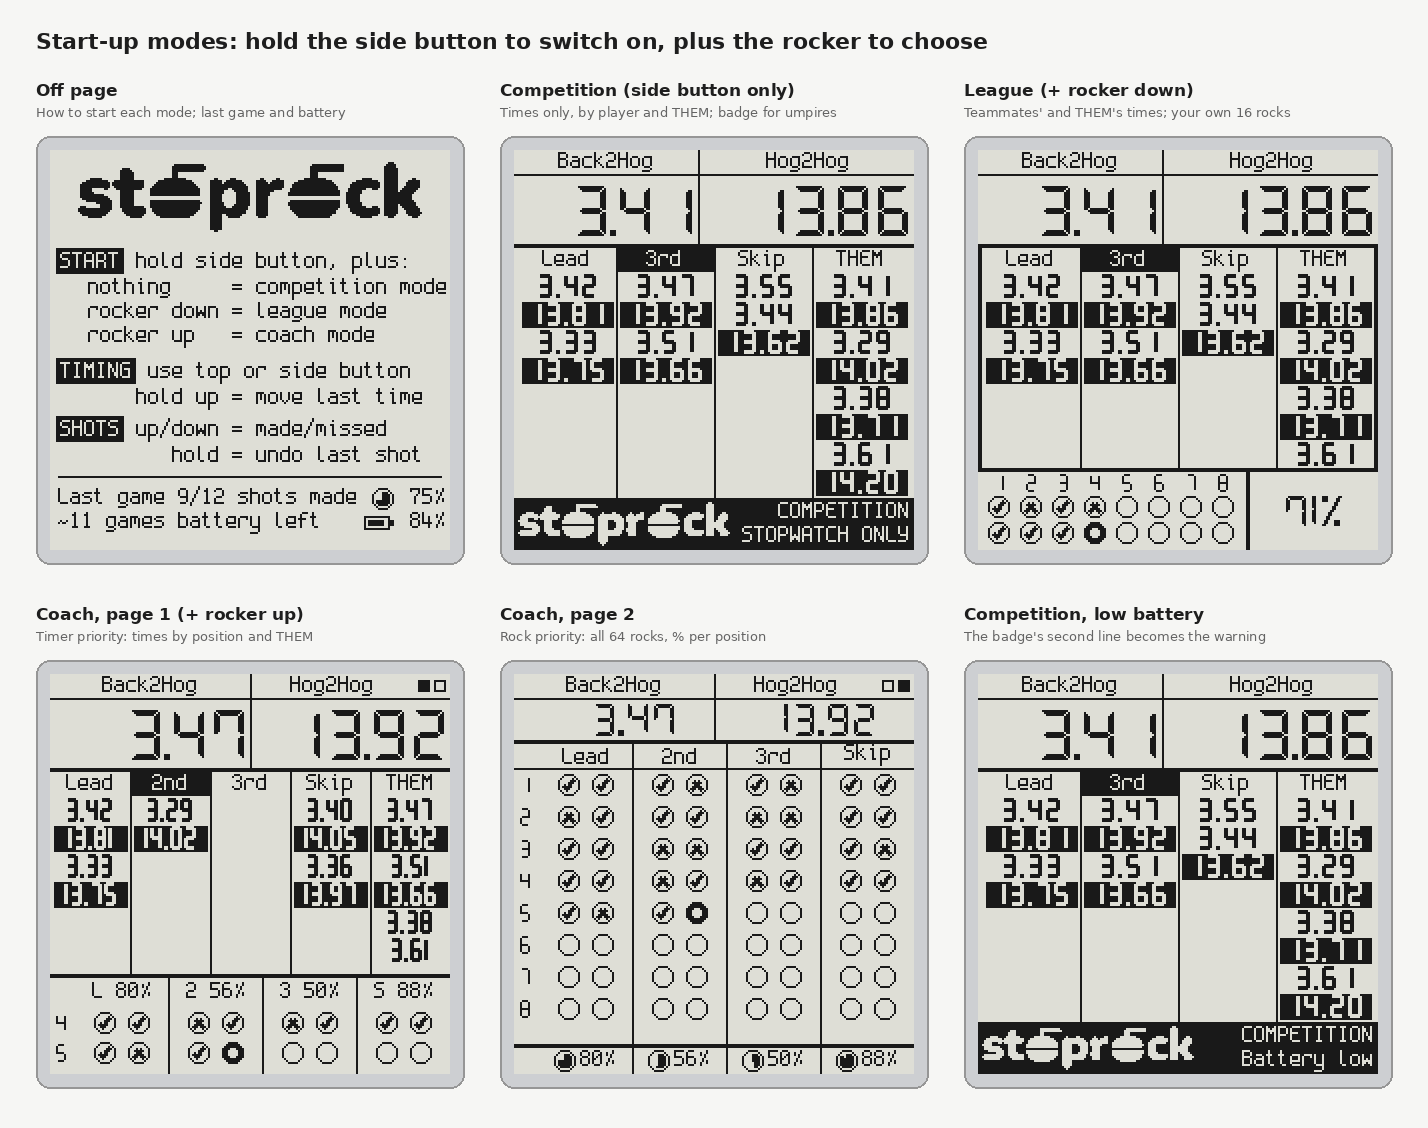 Start-up modes: hold the side button to switch on, plus the rocker to choose
Off page
How to start each mode; last game and battery
stoprock
START hold side button, plus:
nothing = competition mode
rocker down = league mode
rocker up = coach mode
TIMING use top or side button
hold up = move last time
SHOTS up/down = made/missed
hold = undo last shot
Last game 9/12 shots made 75%
~11 games battery left 84%
Competition (side button only)
Times only, by player and THEM; badge for umpires
Back2Hog Hog2Hog
3.41 13.86
Lead 3rd Skip THEM
3.42 3.47 3.55 3.41
13.81 13.92 3.44 13.86
3.33 3.51 13.62 3.29
13.75 13.66 14.02
3.38
13.71
3.61
14.20
stoprock COMPETITION
STOPWATCH ONLY
League (+ rocker down)
Teammates' and THEM's times; your own 16 rocks
Back2Hog Hog2Hog
3.41 13.86
Lead 3rd Skip THEM
3.42 3.47 3.55 3.41
13.81 13.92 3.44 13.86
3.33 3.51 13.62 3.29
13.75 13.66 14.02
3.38
13.71
3.61
1 2 3 4 5 6 7 8
71%
Coach, page 1 (+ rocker up)
Timer priority: times by position and THEM
Back2Hog Hog2Hog
3.47 13.92
Lead 2nd 3rd Skip THEM
3.42 3.29 3.40 3.47
13.81 14.02 14.05 13.92
3.33 3.36 3.51
13.75 13.97 13.66
3.38
3.61
L 80% 2 56% 3 50% S 88%
4
5
Coach, page 2
Rock priority: all 64 rocks, % per position
Back2Hog Hog2Hog
3.47 13.92
Lead 2nd 3rd Skip
1
2
3
4
5
6
7
8
80% 56% 50% 88%
Competition, low battery
The badge's second line becomes the warning
Back2Hog Hog2Hog
3.41 13.86
Lead 3rd Skip THEM
3.42 3.47 3.55 3.41
13.81 13.92 3.44 13.86
3.33 3.51 13.62 3.29
13.75 13.66 14.02
3.38
13.71
3.61
14.20
stoprock COMPETITION
Battery low